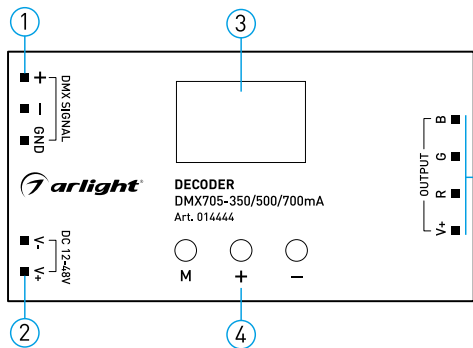 1
3
+
–
GND
DMX SIGNAL
arlight®
DECODER
DMX705-350/500/700mA
Art. 014444
B
G
R
V+
OUTPUT
V-
V+
DC 12-48V
M
+
–
2
4